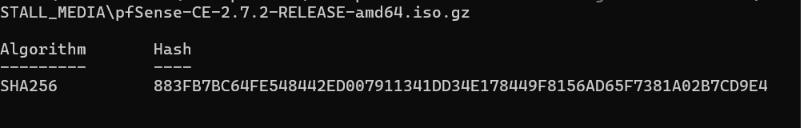 STALL_MEDIA\pfSense-CE-2.7.2-RELEASE-amd64.iso.gz
Algorithm Hash
--------- ----
SHA256 883FB7BC64FE548442ED007911341DD34E178449F8156AD65F7381A02B7CD9E4